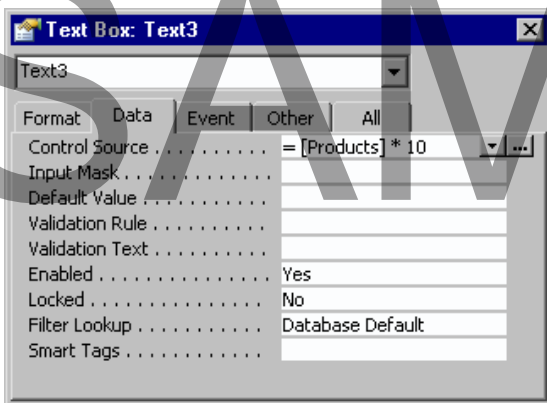 Text Box: Text3
Text3
Format Data Event Other All
Control Source . . . . . . . . . . = [Products] * 10 ...
Input Mask . . . . . . . . . . . .
Default Value . . . . . . . . . . .
Validation Rule . . . . . . . . . .
Validation Text . . . . . . . . . .
Enabled . . . . . . . . . . . . . . Yes
Locked . . . . . . . . . . . . . . No
Filter Lookup . . . . . . . . . . . Database Default
Smart Tags . . . . . . . . . . . .
SAM